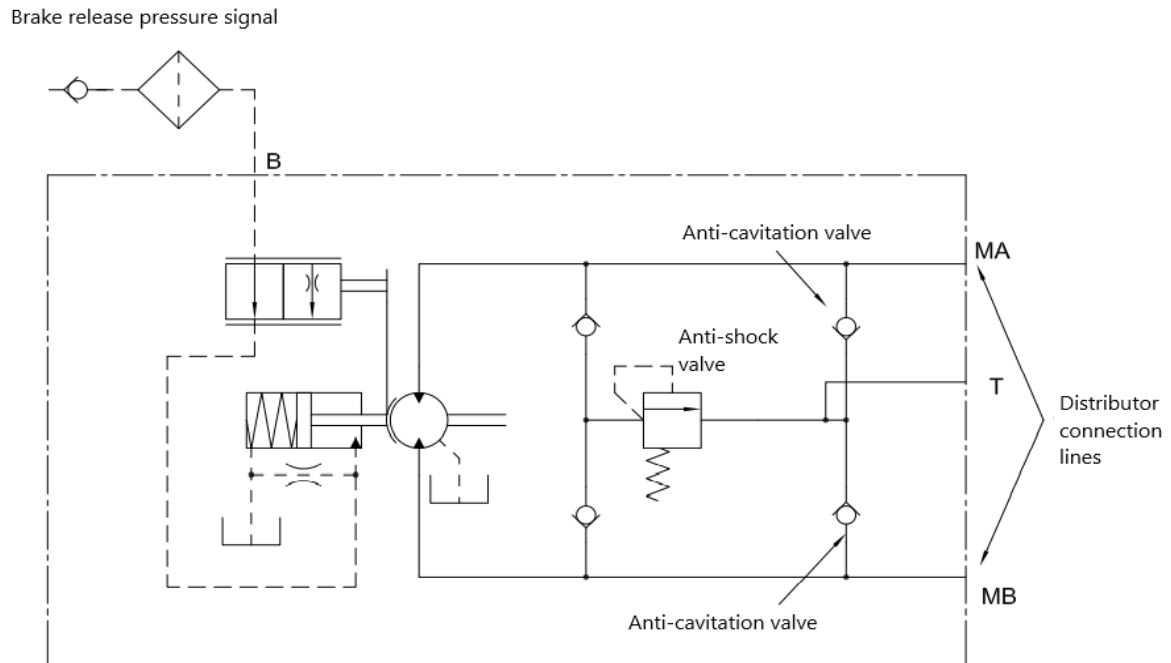 Brake release pressure signal
B
Anti-cavitation valve
MA
Anti-shock
valve
T
Distributor
connection
lines
MB
Anti-cavitation valve